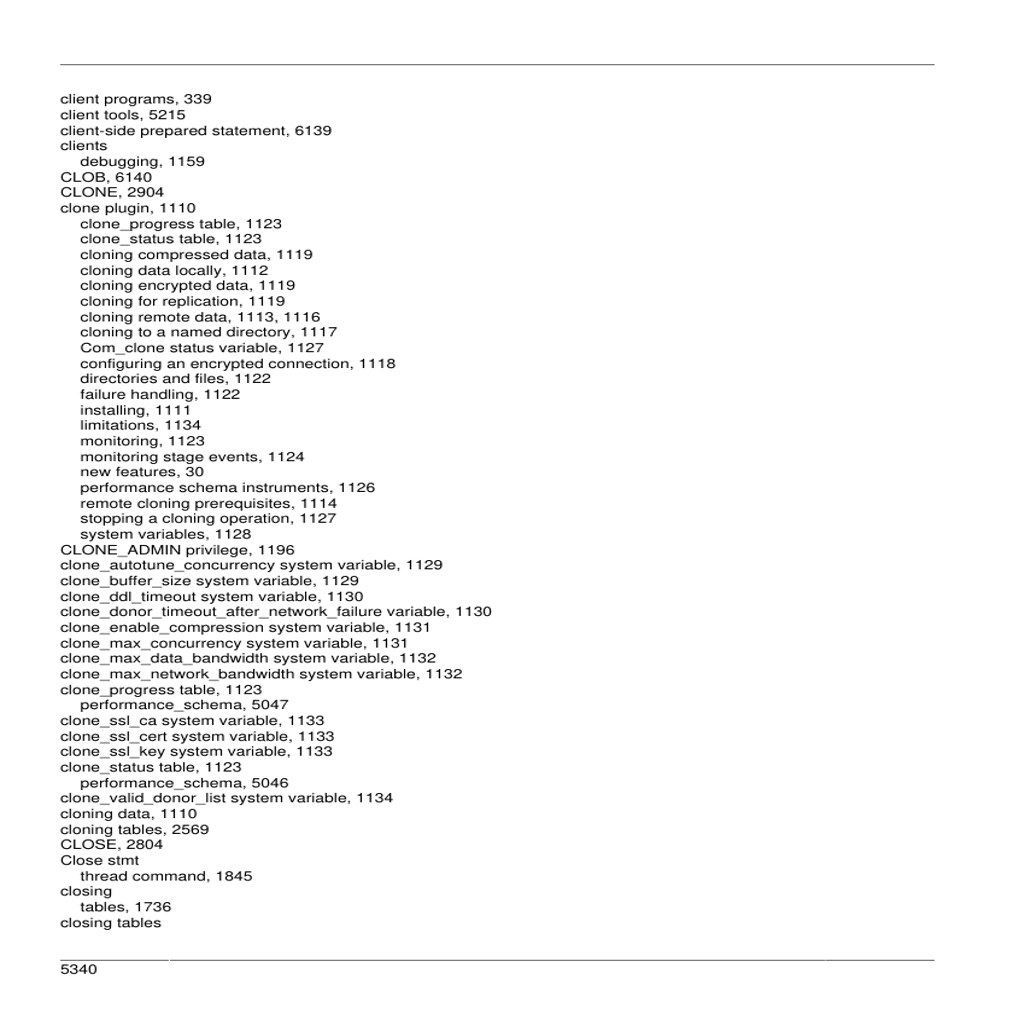 client programs, 339
client tools, 5215
client-side prepared statement, 6139
clients
debugging, 1159
CLOB, 6140
CLONE, 2904
clone plugin, 1110
clone_progress table, 1123
clone_status table, 1123
cloning compressed data, 1119
cloning data locally, 1112
cloning encrypted data, 1119
cloning for replication, 1119
cloning remote data, 1113, 1116
cloning to a named directory, 1117
Com_clone status variable, 1127
configuring an encrypted connection, 1118
directories and files, 1122
failure handling, 1122
installing, 1111
limitations, 1134
monitoring, 1123
monitoring stage events, 1124
new features, 30
performance schema instruments, 1126
remote cloning prerequisites, 1114
stopping a cloning operation, 1127
system variables, 1128
CLONE_ADMIN privilege, 1196
clone_autotune_concurrency system variable, 1129
clone_buffer_size system variable, 1129
clone_ddl_timeout system variable, 1130
clone_donor_timeout_after_network_failure variable, 1130
clone_enable_compression system variable, 1131
clone_max_concurrency system variable, 1131
clone_max_data_bandwidth system variable, 1132
clone_max_network_bandwidth system variable, 1132
clone_progress table, 1123
performance_schema, 5047
clone_ssl_ca system variable, 1133
clone_ssl_cert system variable, 1133
clone_ssl_key system variable, 1133
clone_status table, 1123
performance_schema, 5046
clone_valid_donor_list system variable, 1134
cloning data, 1110
cloning tables, 2569
CLOSE, 2804
Close stmt
thread command, 1845
closing
tables, 1736
closing tables
5340